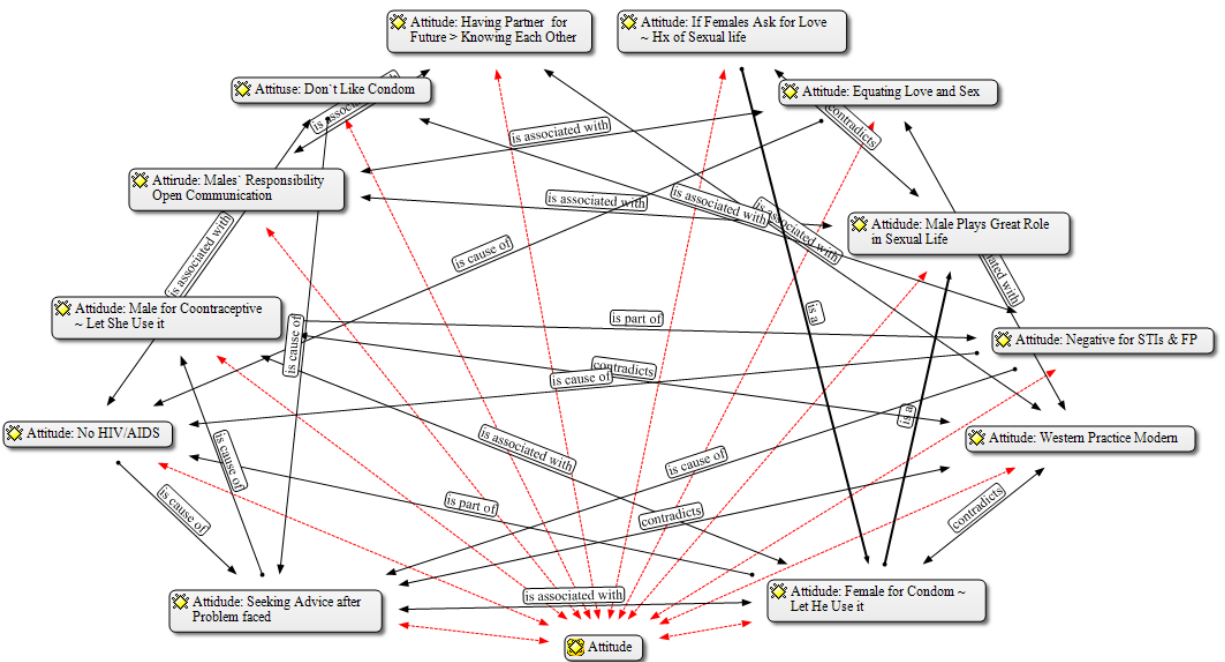 Attitude: Having Partner for
Future > Knowing Each Other
Attitude: If Females Ask for Love
~ Hx of Sexual life
Attituse: Don`t Like Condom
Attitude: Equating Love and Sex
is associated
contradicts
is associated with
Attirude: Males` Responsibility
Open Communication
is associated with
is associated with
is associated with
Attidude: Male Plays Great Role
in Sexual Life
is cause of
is associated with
ated with
Attidude: Male for Coontraceptive
~ Let She Use it
is part of
is a
is cause of
Attitude: Negative for STIs & FP
contradicts
is cause of
is a
Attitude: No HIV/AIDS
is associated with
Attitude: Western Practice Modern
is cause of
is cause of
is cause of
is part of
contradicts
contradicts
Attidude: Seeking Advice after
Problem faced
is associated with
Attidude: Female for Condom ~
Let He Use it
Attitude